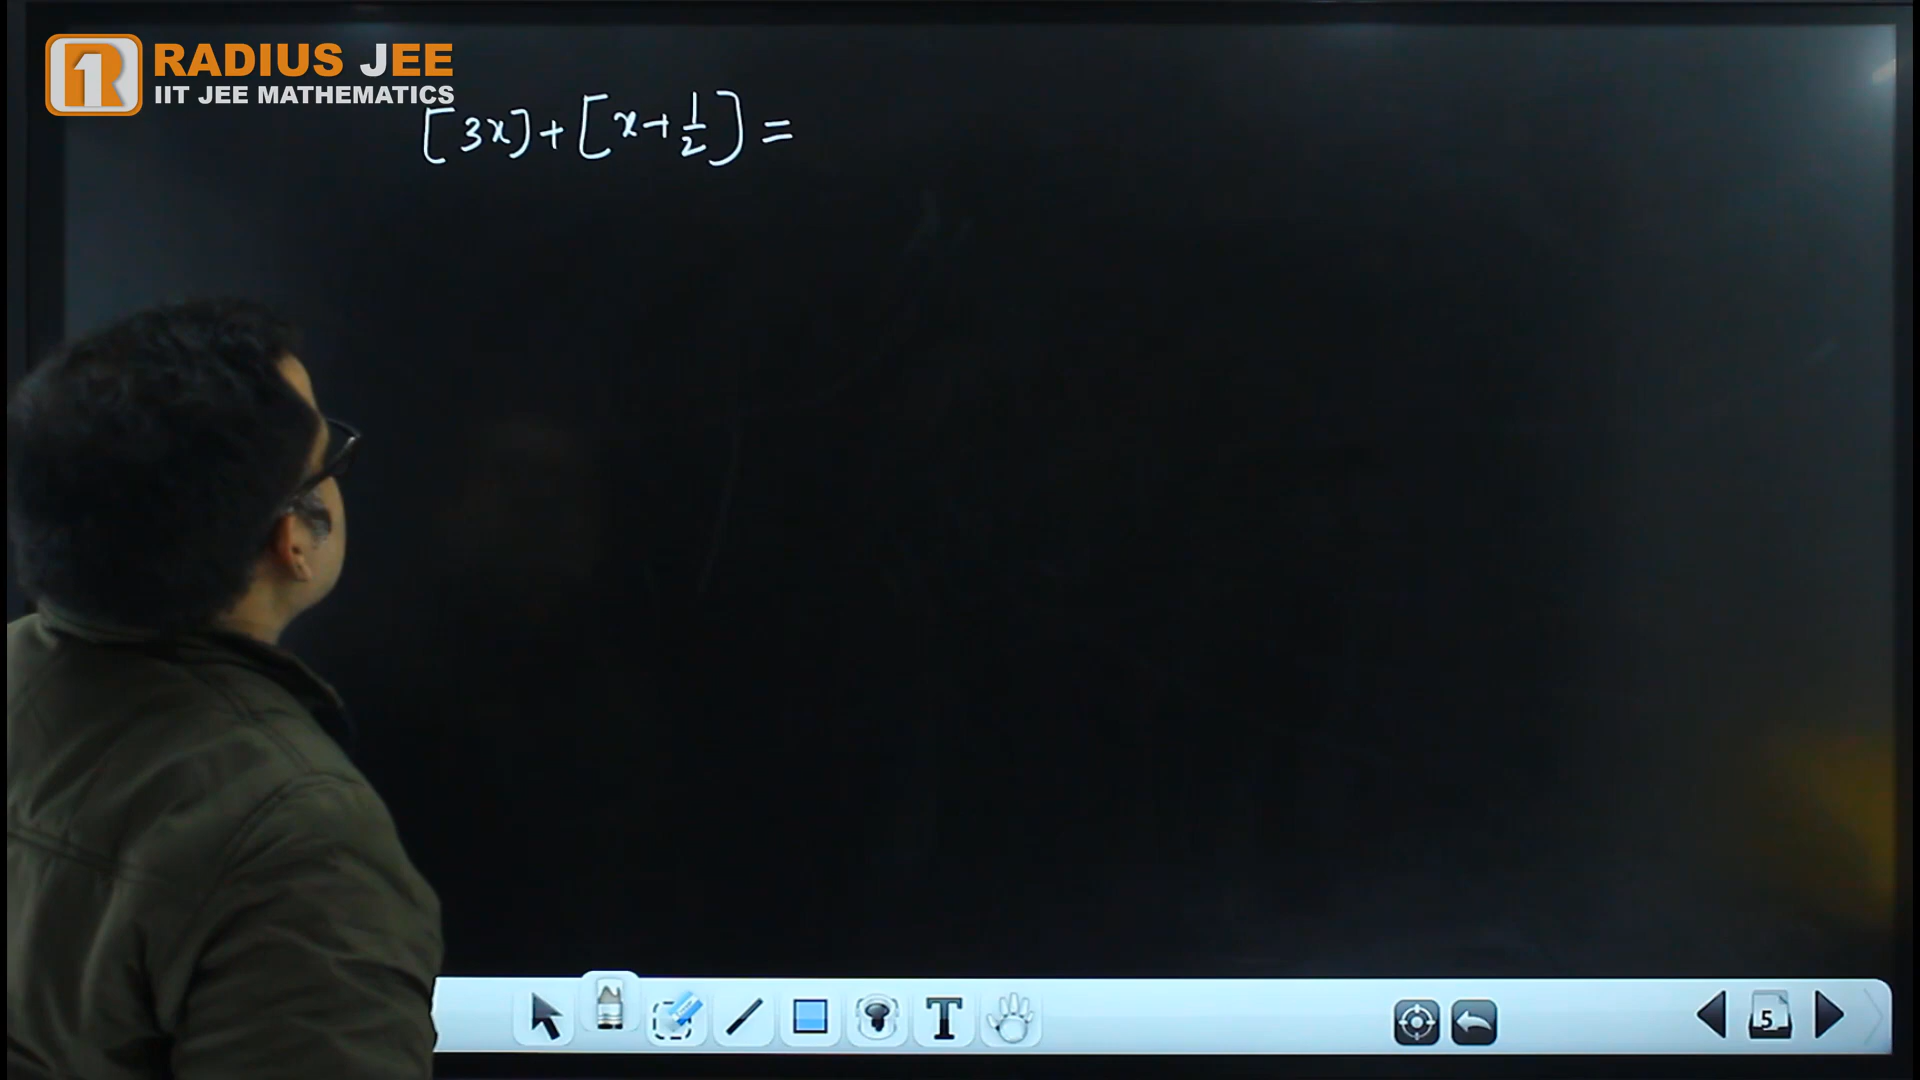 RADIUS JEE
IIT JEE MATHEMATICS
[3x] + [x + 1/2] =
T
5